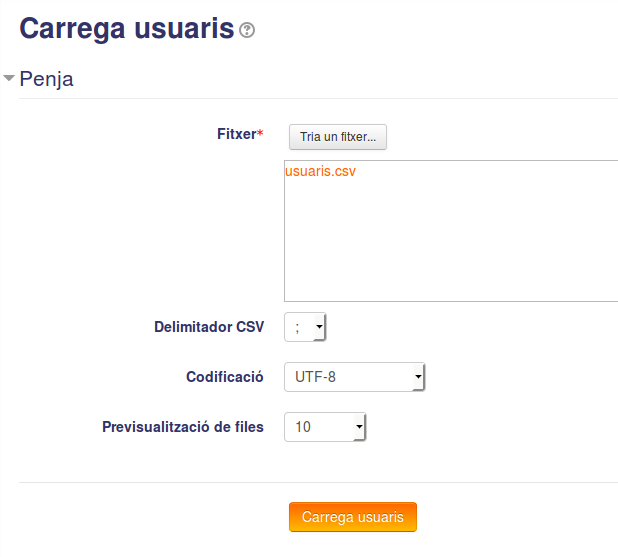 Carrega usuaris
Penja
Fitxer*
Tria un fitxer...
usuaris.csv
Delimitador CSV
;
Codificació
UTF-8
Previsualització de files
10
Carrega usuaris